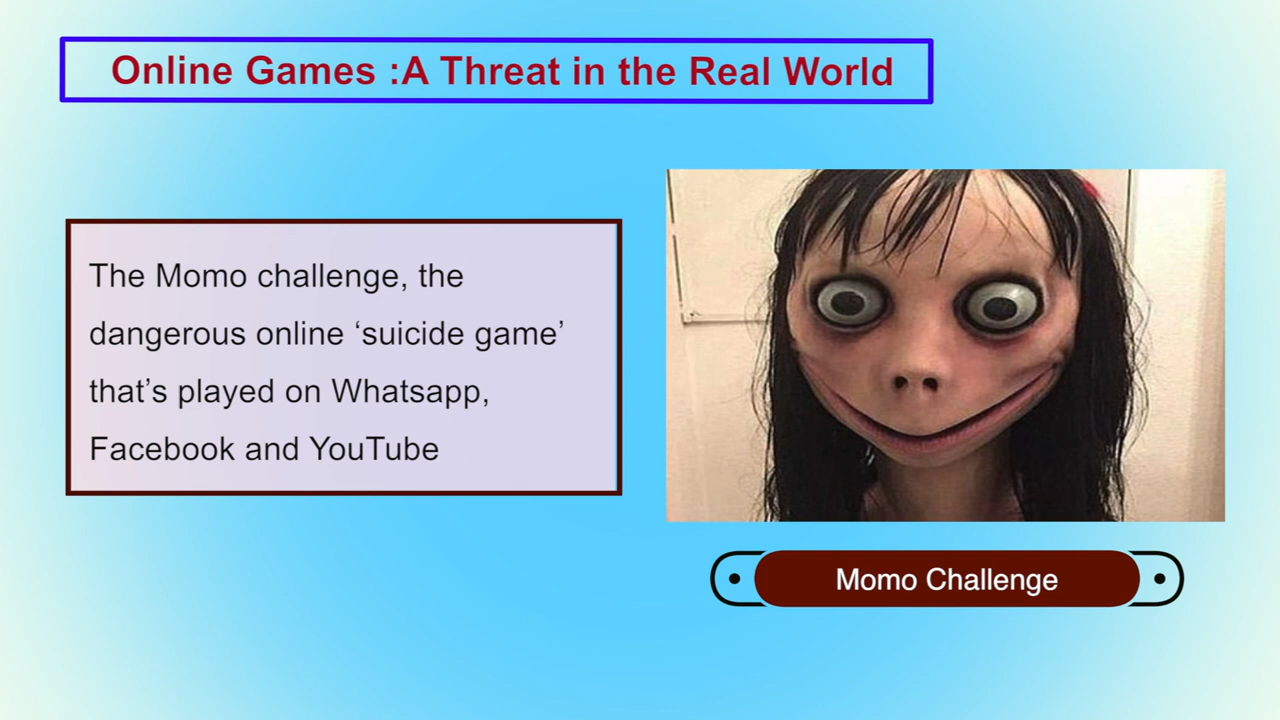 Online Games :A Threat in the Real World
The Momo challenge, the
dangerous online ‘suicide game’
that’s played on Whatsapp,
Facebook and YouTube
Momo Challenge